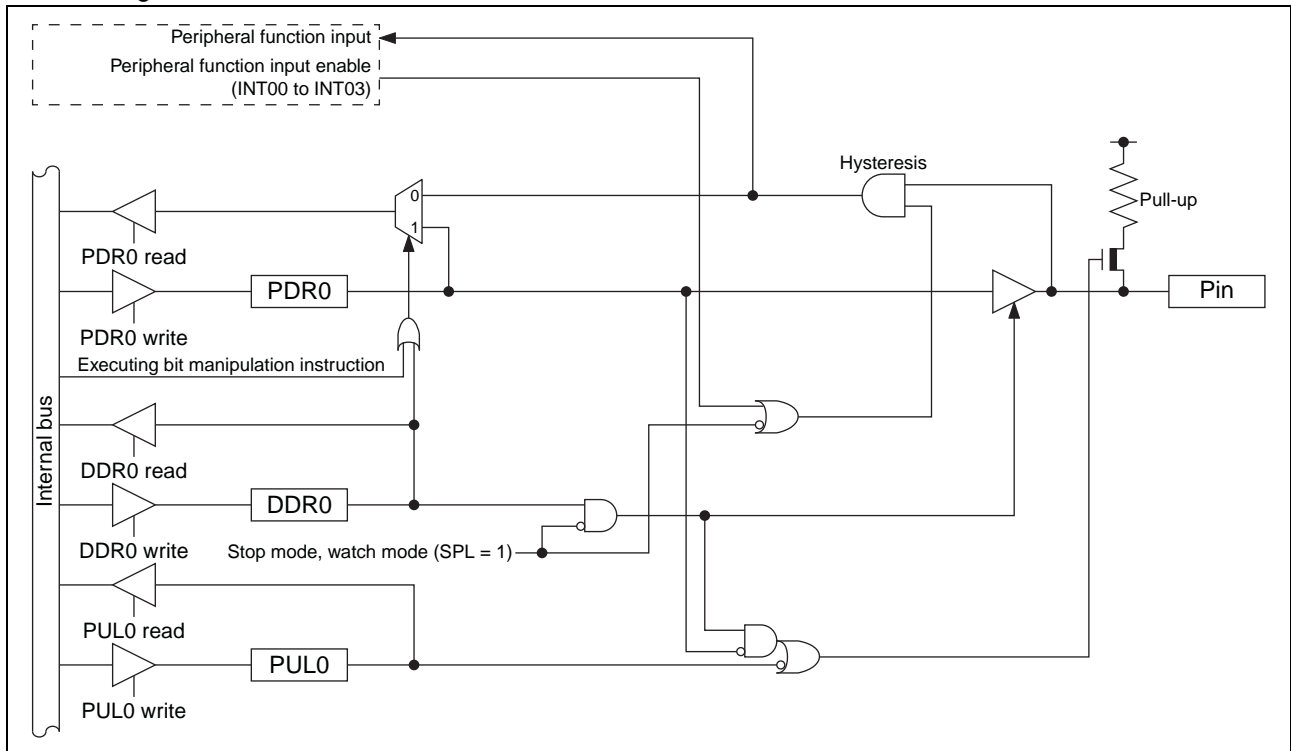 Peripheral function input
Peripheral function input enable
(INT00 to INT03)
Hysteresis
0
Pull-up
1
PDR0 read
PDR0
Pin
PDR0 write
Executing bit manipulation instruction
Internal bus
DDR0 read
DDR0
Stop mode, watch mode (SPL = 1)
DDR0 write
PUL0 read
PUL0
PUL0 write